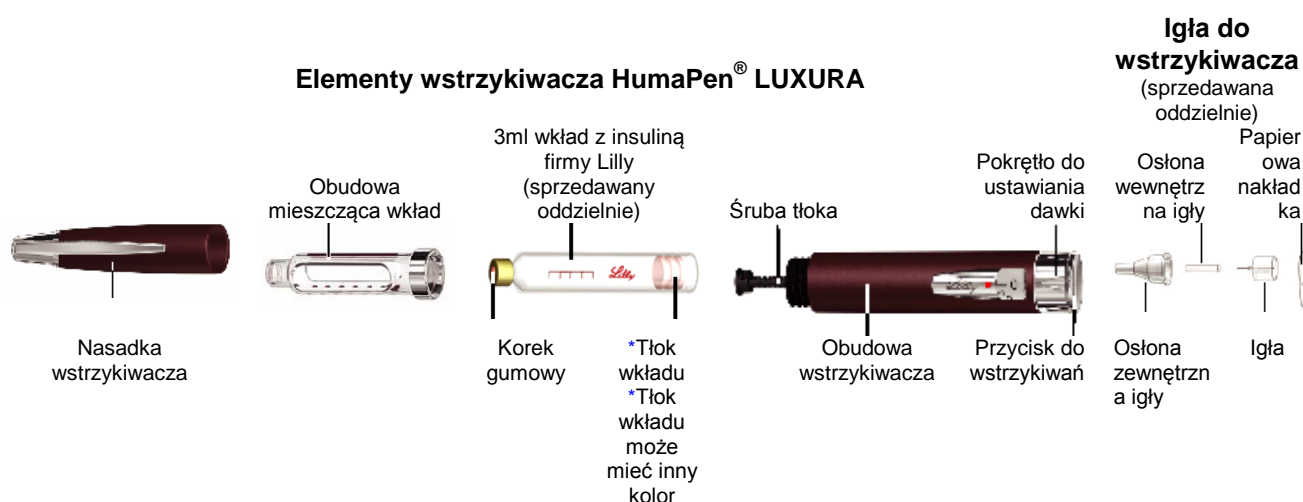 Igła do
wstrzykiwacza
(sprzedawana
oddzielnie)
Elementy wstrzykiwacza HumaPen® LUXURA
Obudowa
mieszcząca wkład
3ml wkład z insuliną
firmy Lilly
(sprzedawany
oddzielnie)
Śruba tłoka
Pokrętło do
ustawiania
dawki
Osłona
wewnętrz
na igły
Papier
owa
nakład
ka
Lilly
Lilly
Nasadka
wstrzykiwacza
Korek
gumowy
*Tłok
wkładu
*Tłok
wkładu
może
mieć inny
kolor
Obudowa
wstrzykiwacza
Przycisk do
wstrzykiwań
Osłona
zewnętrzn
a igły
Igła